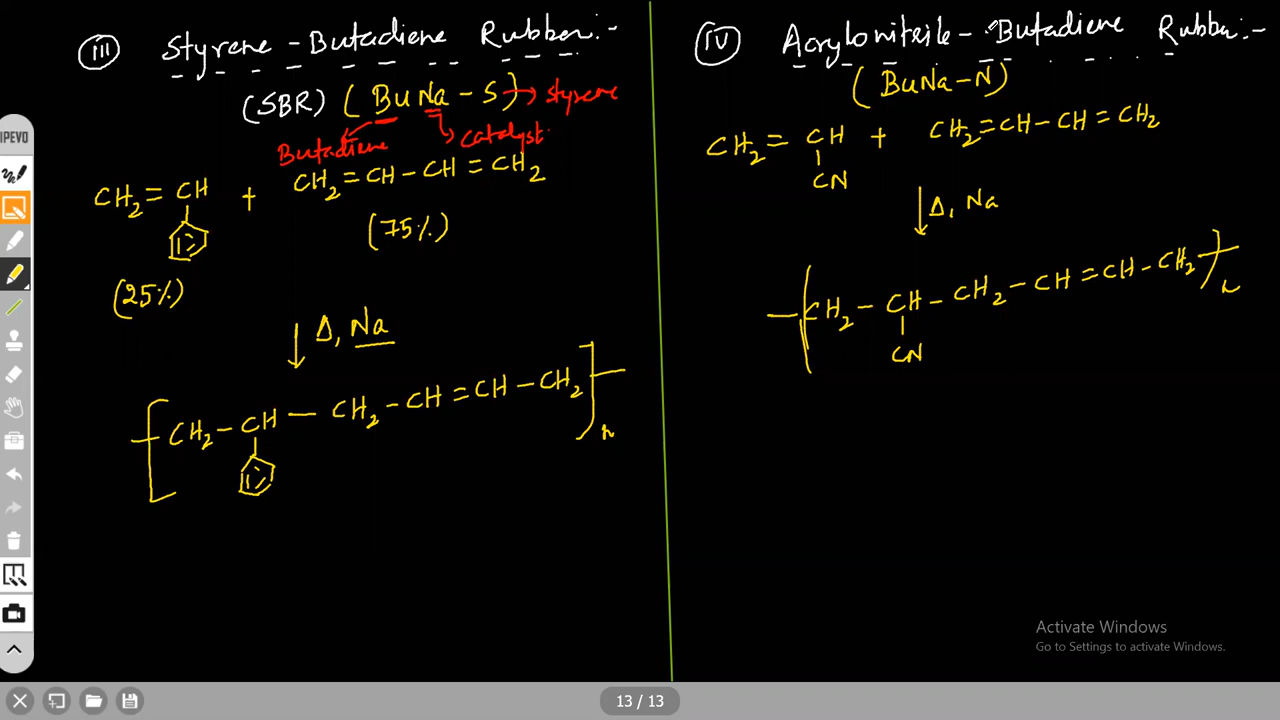 (III) Styrene - Butadiene Rubber :-
(SBR) (BuNa - S) → Styrene
Butadiene
Catalyst
CH₂ = CH + CH₂ = CH - CH = CH₂
(75%)
(25%)
Δ, Na
[ CH₂ - CH — CH₂ - CH = CH - CH₂ ]n
(IV) Acrylonitrile - Butadiene Rubber :-
(BuNa - N)
CH₂ = CH + CH₂ = CH - CH = CH₂
CN
Δ, Na
( CH₂ - CH - CH₂ - CH = CH - CH₂ )n
CN
Activate Windows
Go to Settings to activate Windows.
IPEVO
13 / 13